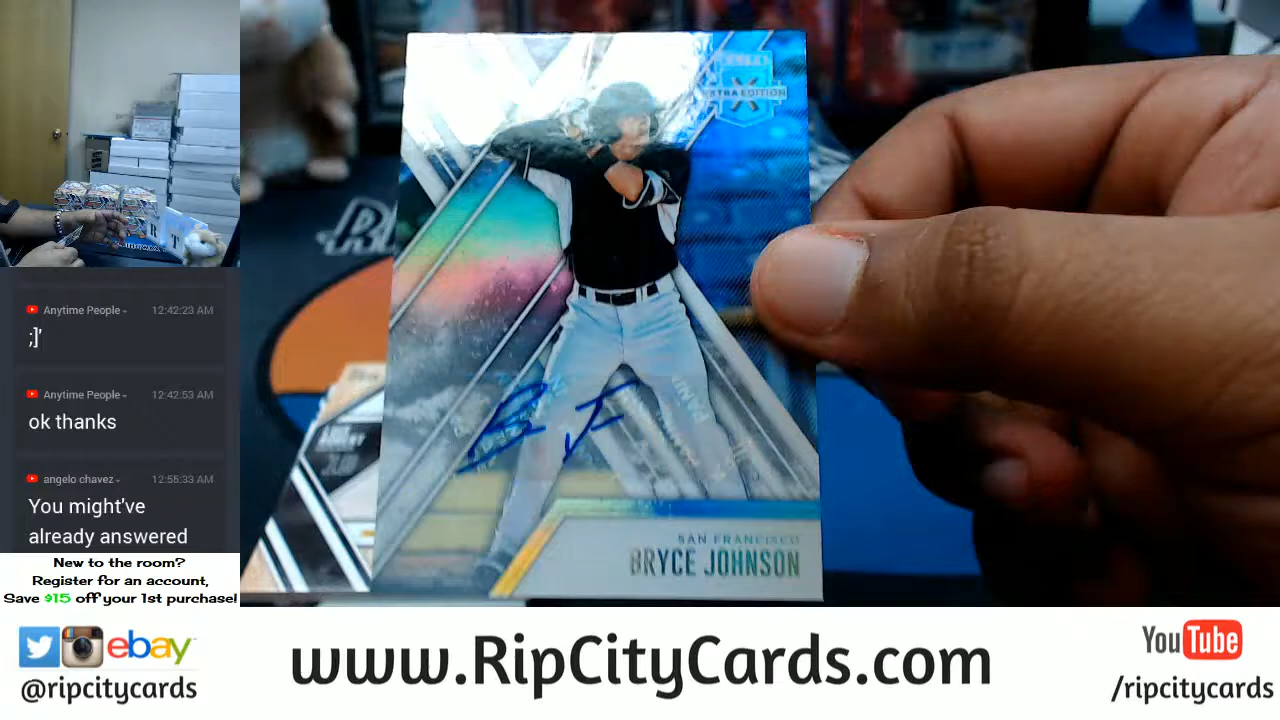 Anytime People
12:42:23 AM
;]'
Anytime People
12:42:53 AM
ok thanks
angelo chavez
12:55:33 AM
You might've
already answered
New to the room?
Register for an account,
Save $15 off your 1st purchase!
EXTRA EDITION
SAN FRANCISCO
BRYCE JOHNSON
ebay
@ripcitycards
www.RipCityCards.com
YouTube
/ripcitycards